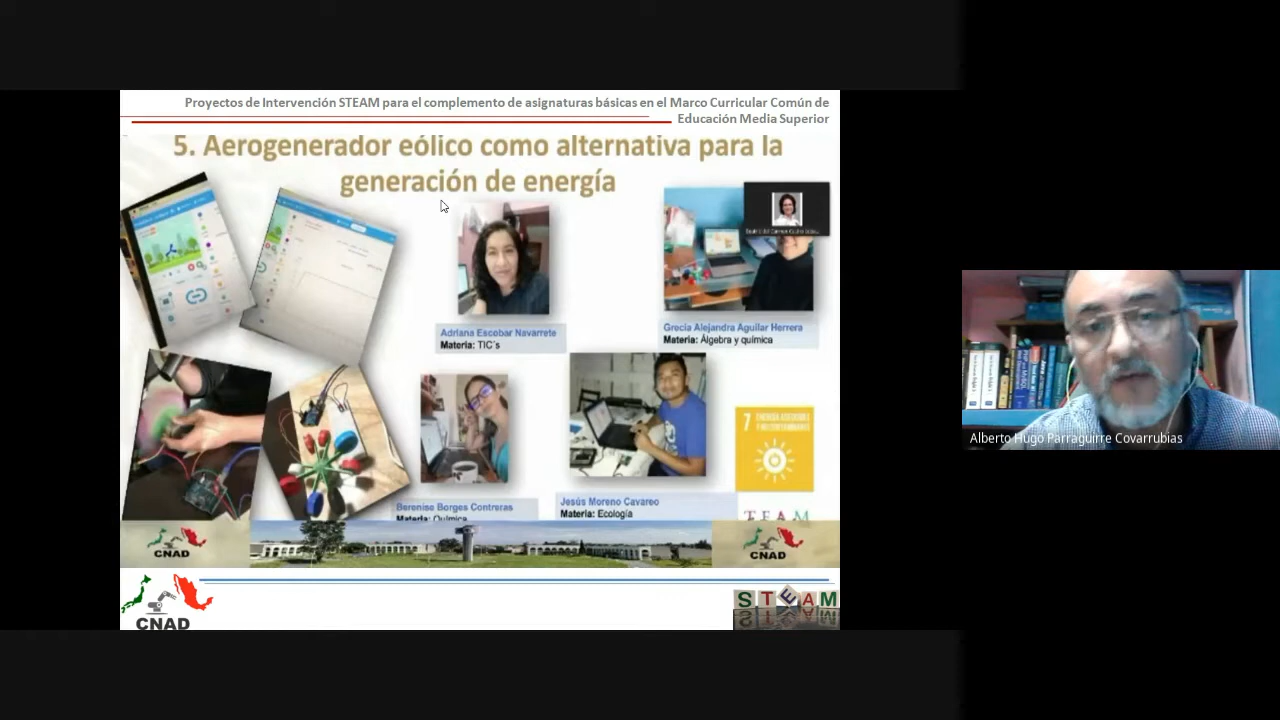 Proyectos de Intervención STEAM para el complemento de asignaturas básicas en el Marco Curricular Común de
Educación Media Superior
5. Aerogenerador eólico como alternativa para la
generación de energía
Adriana Escobar Navarrete
Materia: TIC´s
Grecia Alejandra Aguilar Herrera
Materia: Álgebra y química
Berenise Borges Contreras
Materia: Química
Jesús Moreno Cavareo
Materia: Ecología
7 ENERGÍA ASEQUIBLE
Y NO CONTAMINANTE
TEAM
CNAD
CNAD
CNAD
STEAM
Alberto Hugo Parraguirre Covarrubias